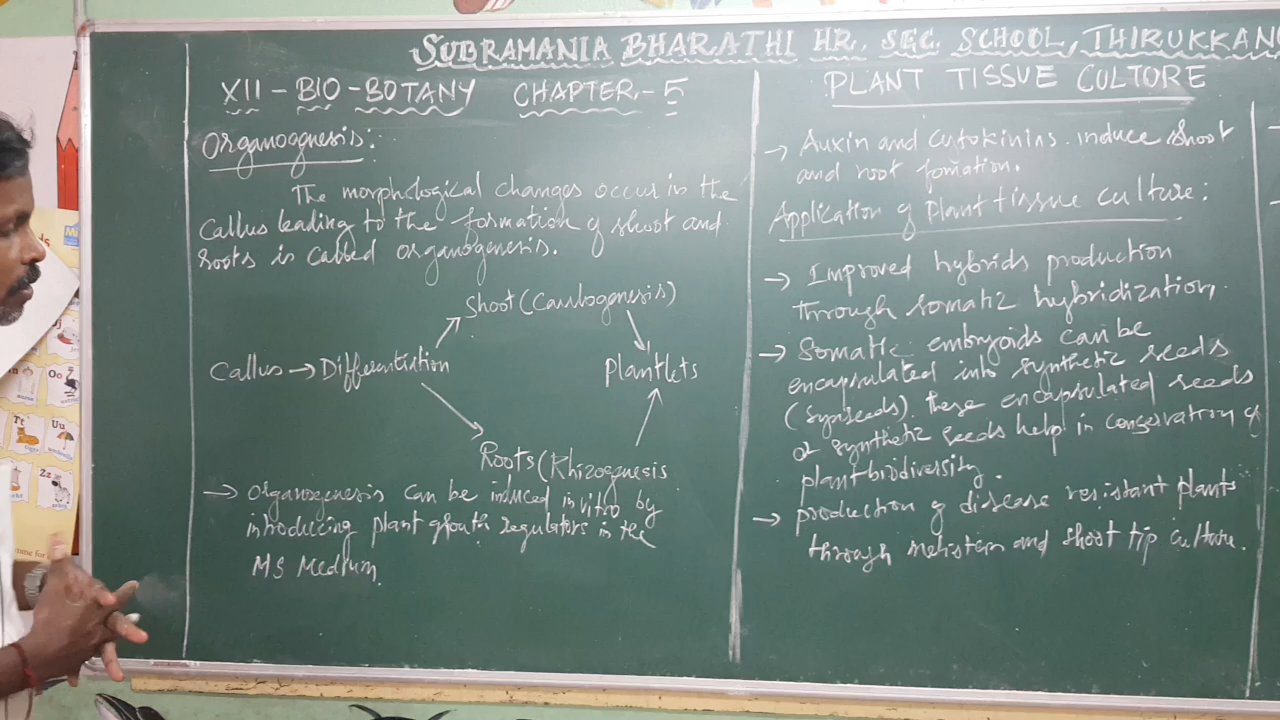 SUBRAMANIA BHARATHI HR. SEC. SCHOOL, THIRUKKAN
XII - BIO - BOTANY CHAPTER - 5
Organogenesis:
The morphological changes occur in the
Callus leading to the formation of shoot and
roots is called organogenesis.
Shoot (Caulogenesis)
Callus → Differentiation
Plantlets
Roots (Rhizogenesis
→ Organogenesis can be induced in vitro by
introducing plant growth regulators in the
MS Medium.
PLANT TISSUE CULTURE
→ Auxin and Cytokinins induce shoot
and root formation.
Application of Plant tissue culture:
→ Improved hybrids production
through somatic hybridization.
→ Somatic embryoids can be
encapsulated into synthetic seeds
(synseeds). These encapsulated seeds
or synthetic seeds help in conservation of
plant biodiversity.
→ production of disease resistant plants
through meristem and shoot tip culture.
Oo
Tt
Uu
Zz